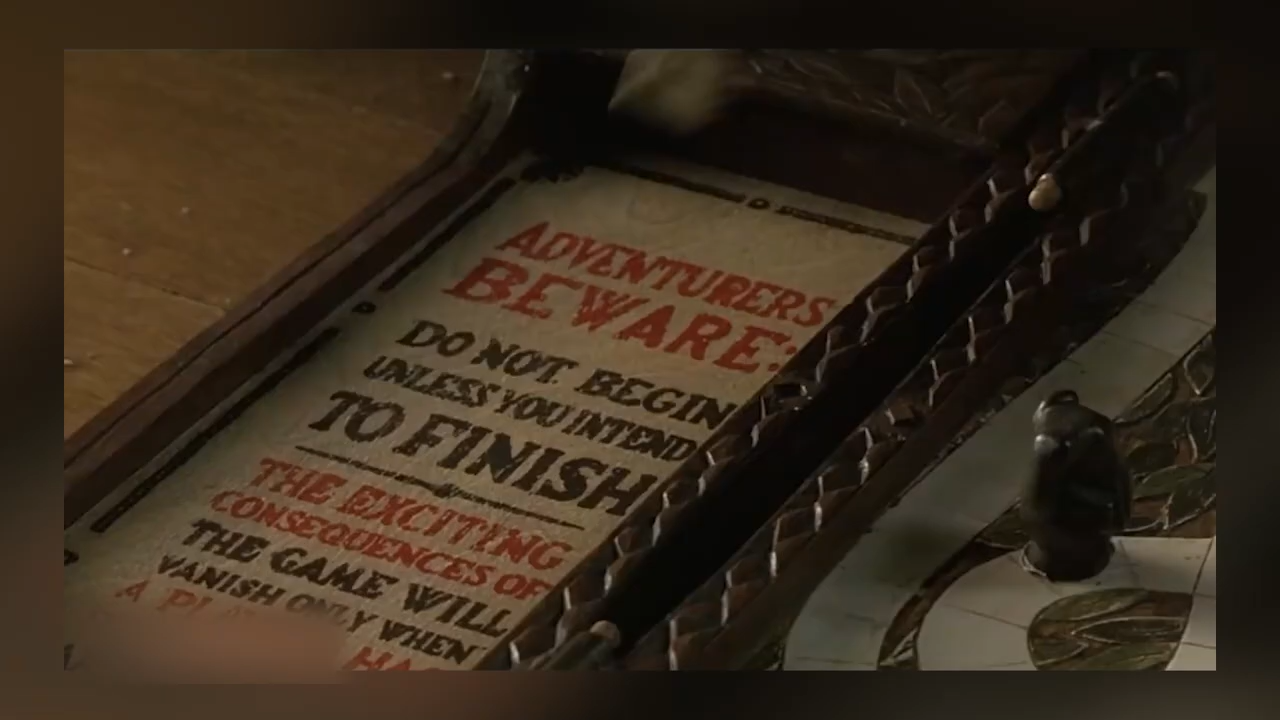 ADVENTURERS
BEWARE:
DO NOT BEGIN
UNLESS YOU INTEND
TO FINISH
THE EXCITING
CONSEQUENCES OF
THE GAME WILL
VANISH ONLY WHEN
A